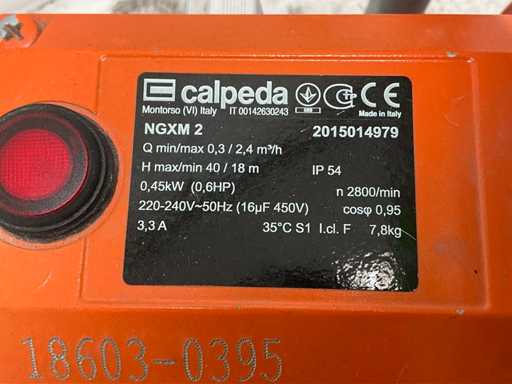 calpeda
Montorso (VI) Italy IT 00142630243
Made in Italy
NGXM 2 2015014979
Q min/max 0,3 / 2,4 m³/h
H max/min 40 / 18 m IP 54
0,45kW (0,6HP) n 2800/min
220-240V~50Hz (16µF 450V) cosφ 0,95
3,3 A 35°C S1 I.cl. F 7,8kg
18603-0395